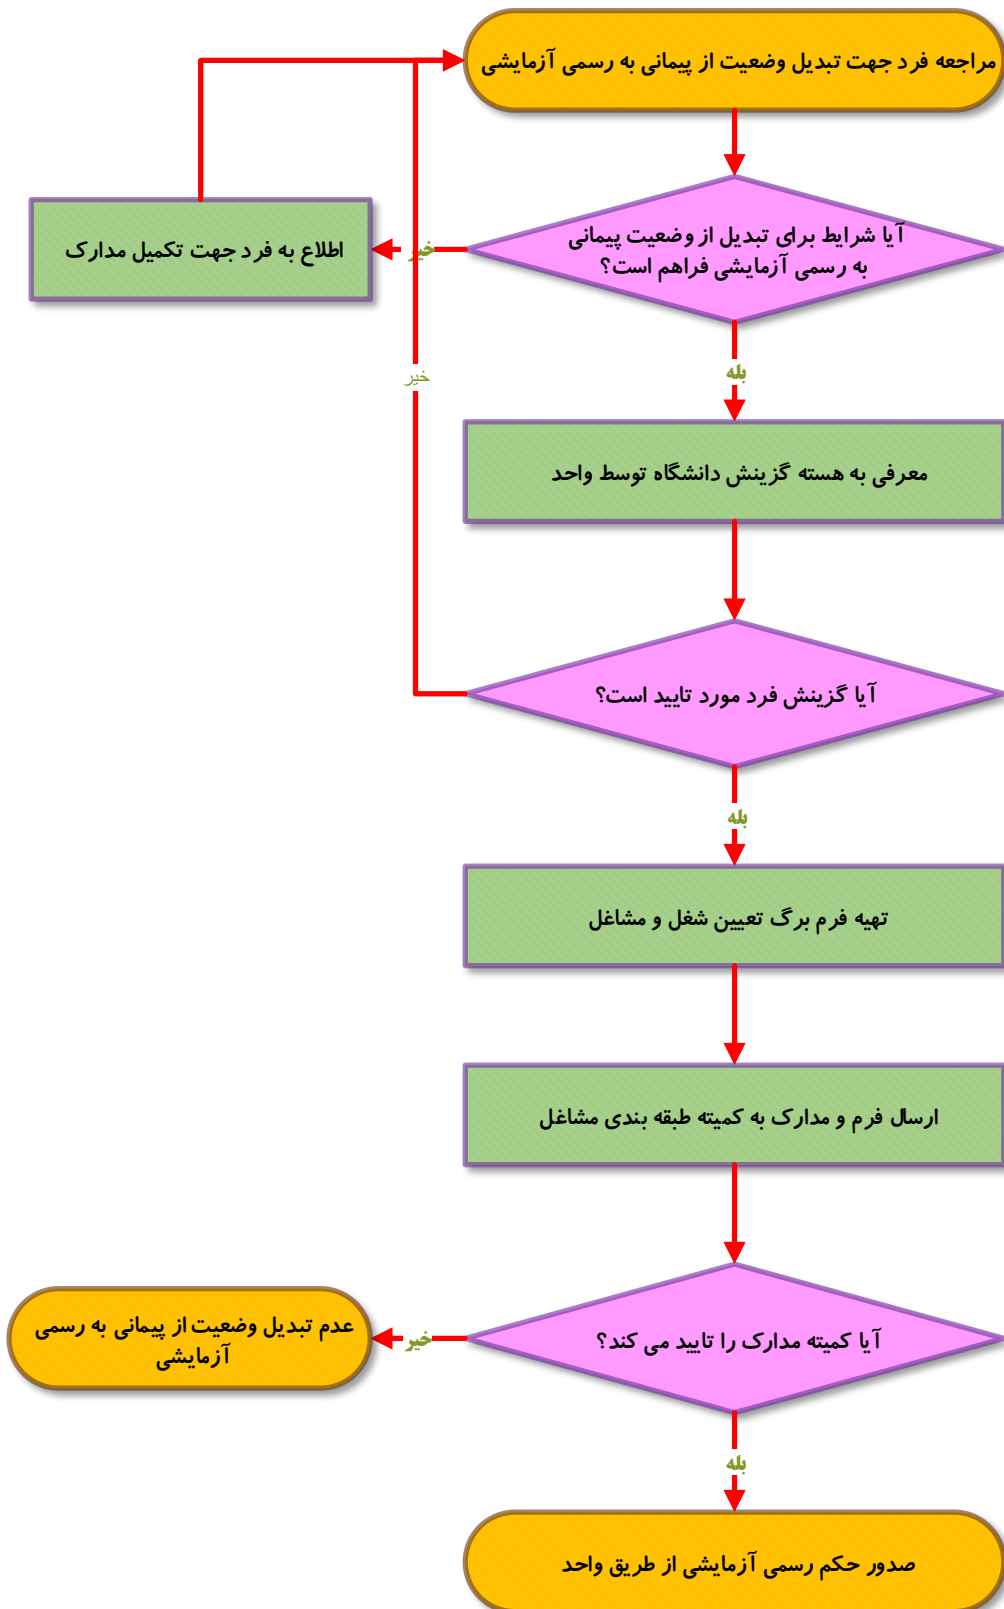 مراجعه فرد جهت تبدیل وضعیت از پیمانی به رسمی آزمایشی
آیا شرایط برای تبدیل از وضعیت پیمانی
به رسمی آزمایشی فراهم است؟
خیر
اطلاع به فرد جهت تکمیل مدارک
بله
خیر
معرفی به هسته گزینش دانشگاه توسط واحد
آیا گزینش فرد مورد تایید است؟
بله
تهیه فرم برگ تعیین شغل و مشاغل
ارسال فرم و مدارک به کمیته طبقه بندی مشاغل
آیا کمیته مدارک را تایید می کند؟
خیر
عدم تبدیل وضعیت از پیمانی به رسمی
آزمایشی
بله
صدور حکم رسمی آزمایشی از طریق واحد